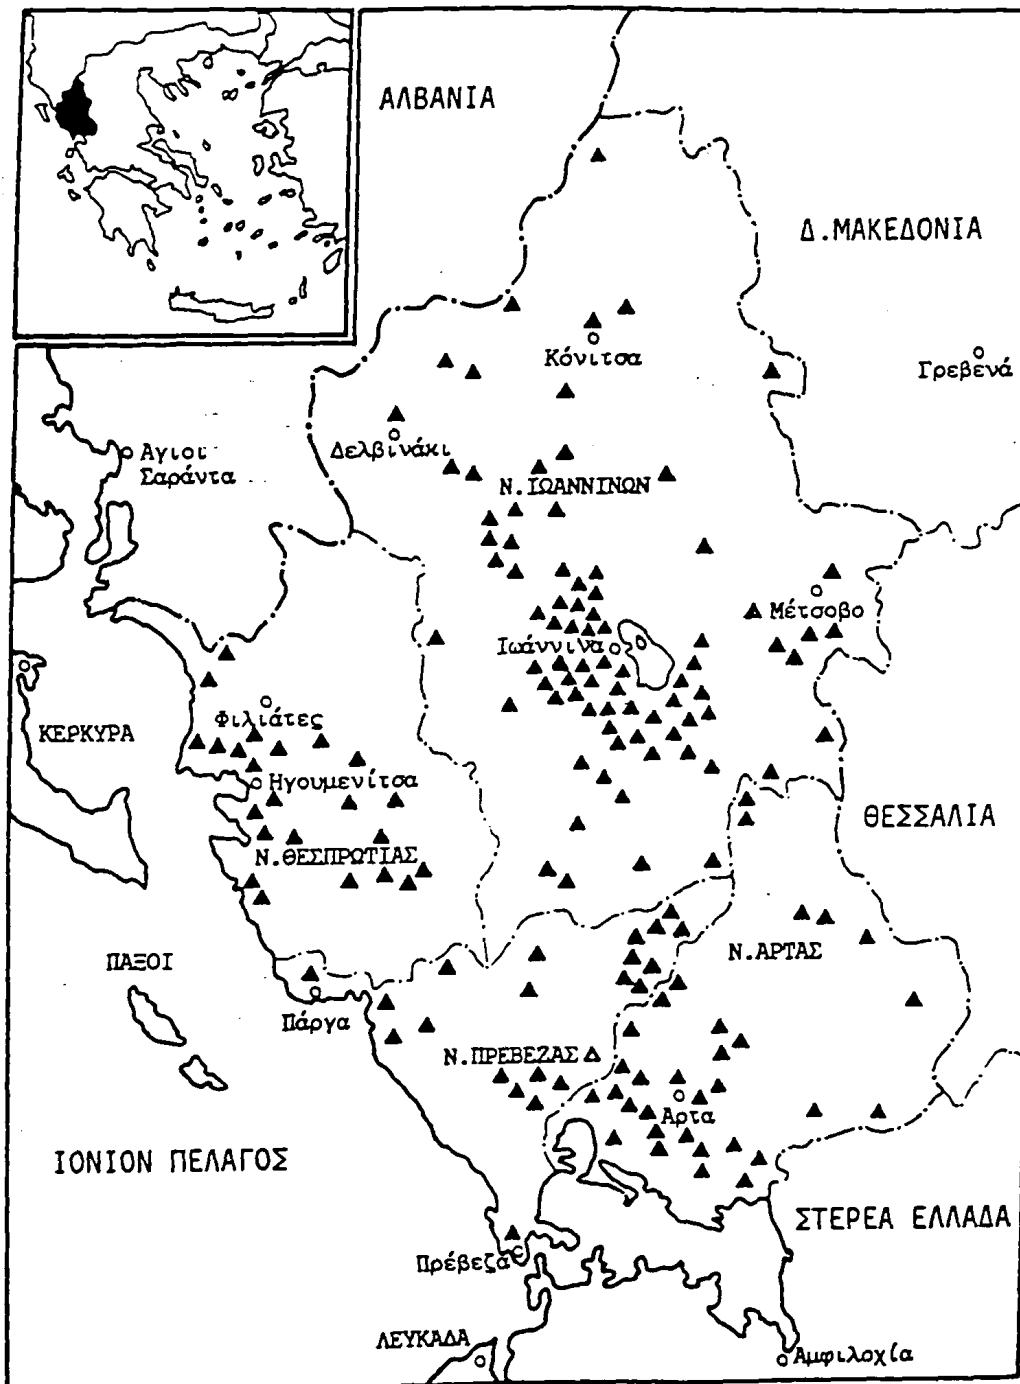 ΑΛΒΑΝΙΑ
Δ.ΜΑΚΕΔΟΝΙΑ
Κόνιτσα
Γρεβενά
Δελβινάκι
Αγιοι
Σαράντα
Ν.ΙΩΑΝΝΙΝΩΝ
Μέτσοβο
Ιωάννινα
Φιλιάτες
ΚΕΡΚΥΡΑ
Ηγουμενίτσα
ΘΕΣΣΑΛΙΑ
Ν.ΘΕΣΠΡΩΤΙΑΣ
Ν.ΑΡΤΑΣ
ΠΑΞΟΙ
Πάργα
Ν.ΠΡΕΒΕΖΑΣ
Αρτα
ΙΟΝΙΟΝ ΠΕΛΑΓΟΣ
ΣΤΕΡΕΑ ΕΛΛΑΔΑ
Πρέβεζα
ΛΕΥΚΑΔΑ
Αμφιλοχία